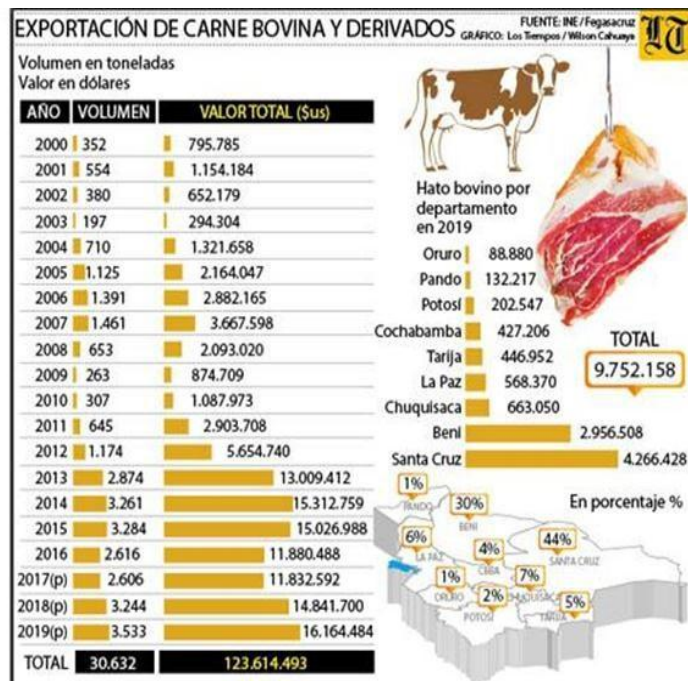 EXPORTACIÓN DE CARNE BOVINA Y DERIVADOS
FUENTE: INE / Fegasacruz
GRÁFICO: Los Tiempos / Wilson Cahuaya
LT
Volumen en toneladas
Valor en dólares
AÑO VOLUMEN VALOR TOTAL ($us)
2000 352 795.785
2001 554 1.154.184
2002 380 652.179
2003 197 294.304
2004 710 1.321.658
2005 1.125 2.164.047
2006 1.391 2.882.165
2007 1.461 3.667.598
2008 653 2.093.020
2009 263 874.709
2010 307 1.087.973
2011 645 2.903.708
2012 1.174 5.654.740
2013 2.874 13.009.412
2014 3.261 15.312.759
2015 3.284 15.026.988
2016 2.616 11.880.488
2017(p) 2.606 11.832.592
2018(p) 3.244 14.841.700
2019(p) 3.533 16.164.484
TOTAL 30.632 123.614.493
Hato bovino por
departamento
en 2019
Oruro 88.880
Pando 132.217
Potosí 202.547
Cochabamba 427.206
Tarija 446.952
La Paz 568.370
Chuquisaca 663.050
Beni 2.956.508
Santa Cruz 4.266.428
TOTAL
9.752.158
En porcentaje %
1%
PANDO
30%
BENI
6%
LA PAZ
4%
CBBA
44%
SANTA CRUZ
1%
ORURO
7%
CHUQUISACA
2%
POTOSÍ
5%
TARIJA